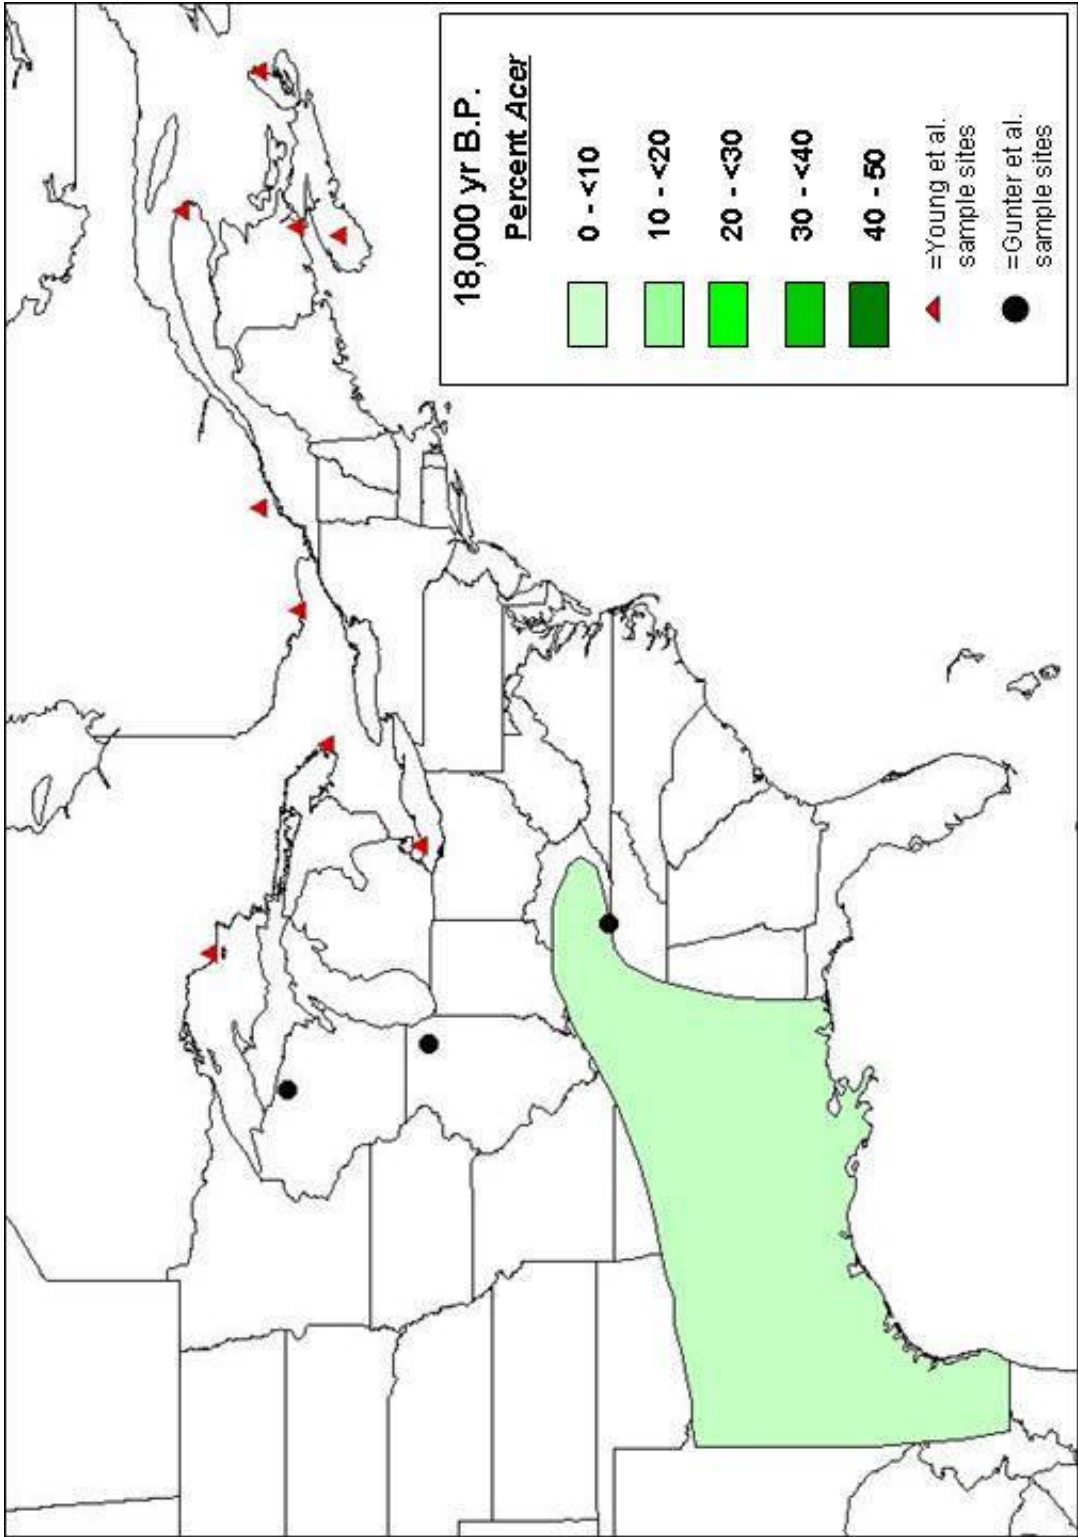 18,000 yr B.P.
Percent Acer
0 - <10
10 - <20
20 - <30
30 - <40
40 - 50
=Young et al.
sample sites
=Gunter et al.
sample sites